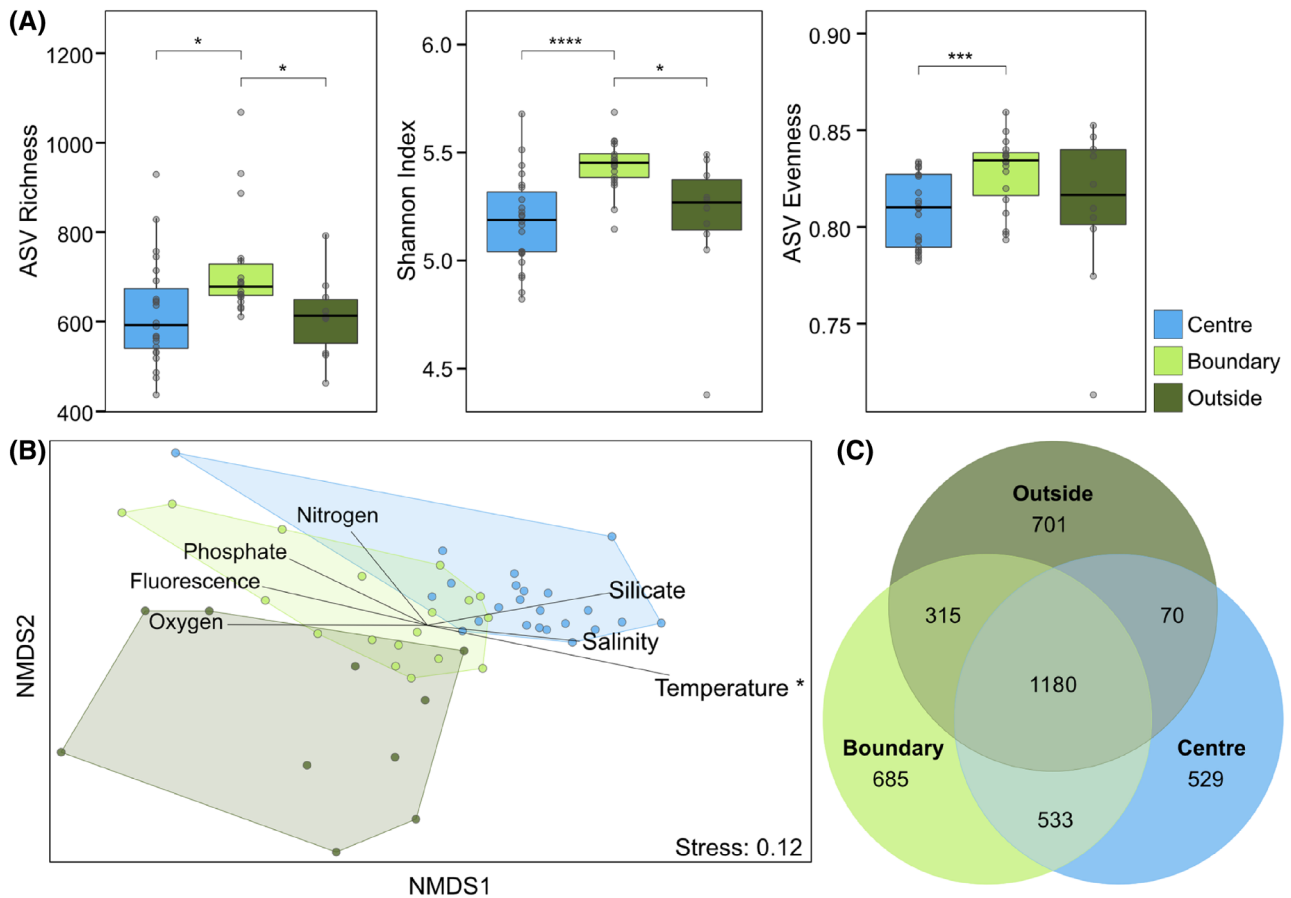 (A)
ASV Richness
1200
1000
800
600
400
*
*
Shannon Index
6.0
5.5
5.0
4.5
****
*
ASV Evenness
0.90
0.85
0.80
0.75
***
Centre
Boundary
Outside
(B)
NMDS2
Nitrogen
Phosphate
Fluorescence
Oxygen
Silicate
Salinity
Temperature *
Stress: 0.12
NMDS1
(C)
Outside
701
315
70
1180
Boundary
685
Centre
529
533